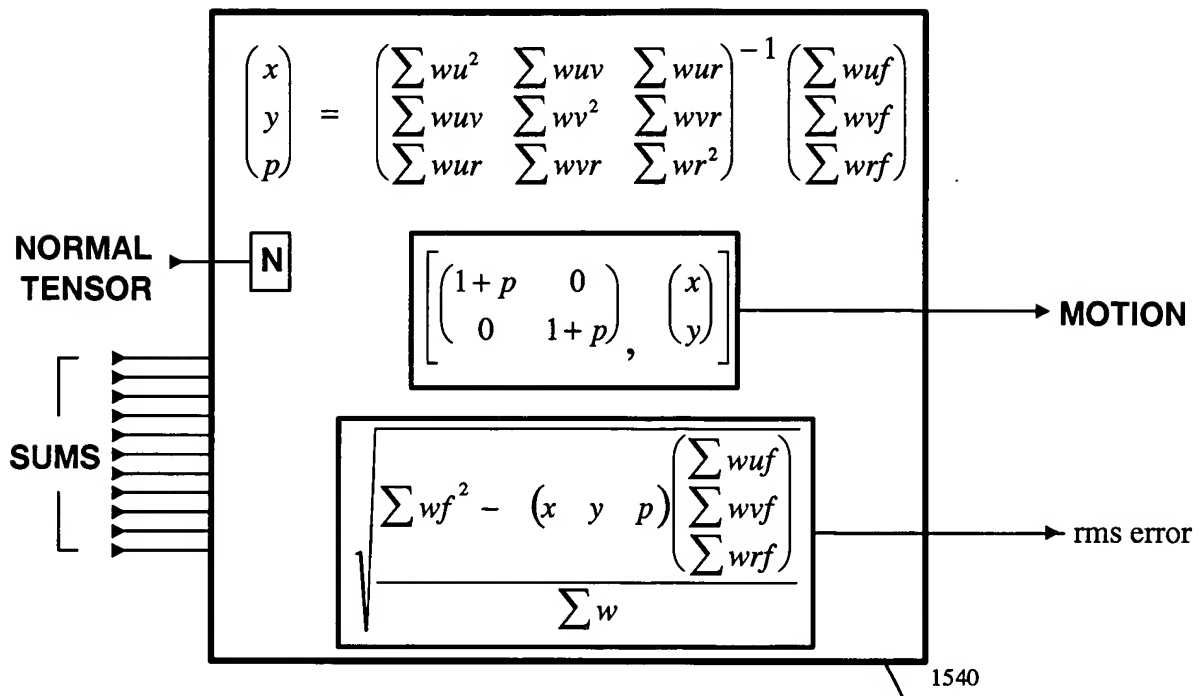 (x y p) = (∑wu² ∑wuv ∑wur
∑wuv ∑wv² ∑wvr
∑wur ∑wvr ∑wr²)⁻¹ (∑wuf ∑wvf ∑wrf)
NORMAL
TENSOR
N
[(1+p 0
0 1+p), (x y)]
MOTION
SUMS
√ ∑wf² - (x y p) (∑wuf ∑wvf ∑wrf)
∑w
rms error
1540